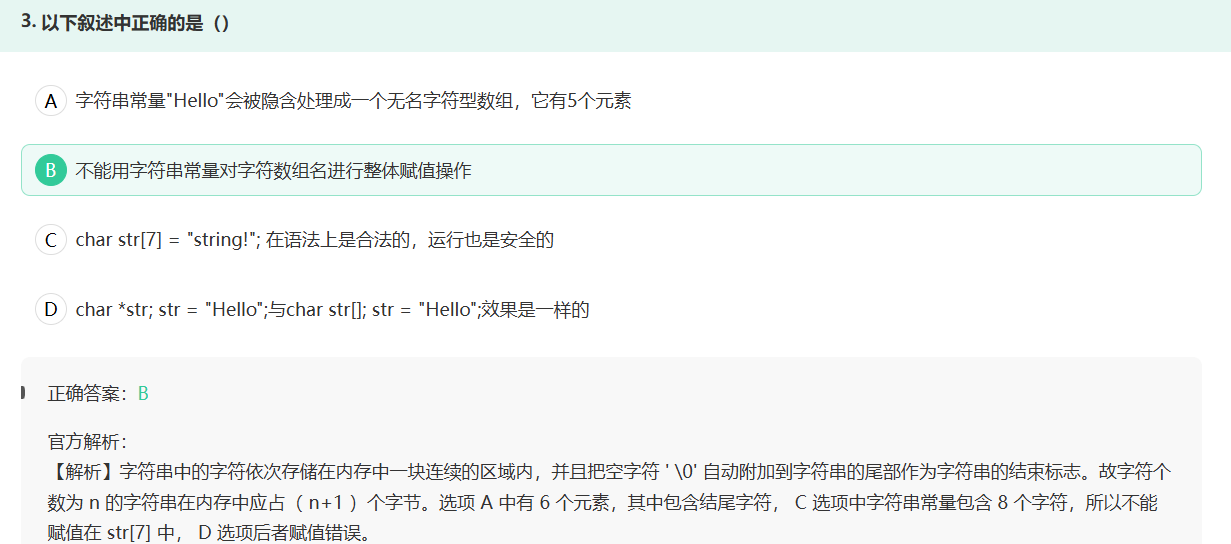 3. 以下叙述中正确的是（）
A 字符串常量"Hello"会被隐含处理成一个无名字符型数组，它有5个元素
B 不能用字符串常量对字符数组名进行整体赋值操作
C char str[7] = "string!"; 在语法上是合法的，运行也是安全的
D char *str; str = "Hello";与char str[]; str = "Hello";效果是一样的
正确答案：B
官方解析：
【解析】字符串中的字符依次存储在内存中一块连续的区域内，并且把空字符 ' \0' 自动附加到字符串的尾部作为字符串的结束标志。故字符个
数为 n 的字符串在内存中应占（ n+1 ）个字节。选项 A 中有 6 个元素，其中包含结尾字符， C 选项中字符串常量包含 8 个字符，所以不能
赋值在 str[7] 中， D 选项后者赋值错误。